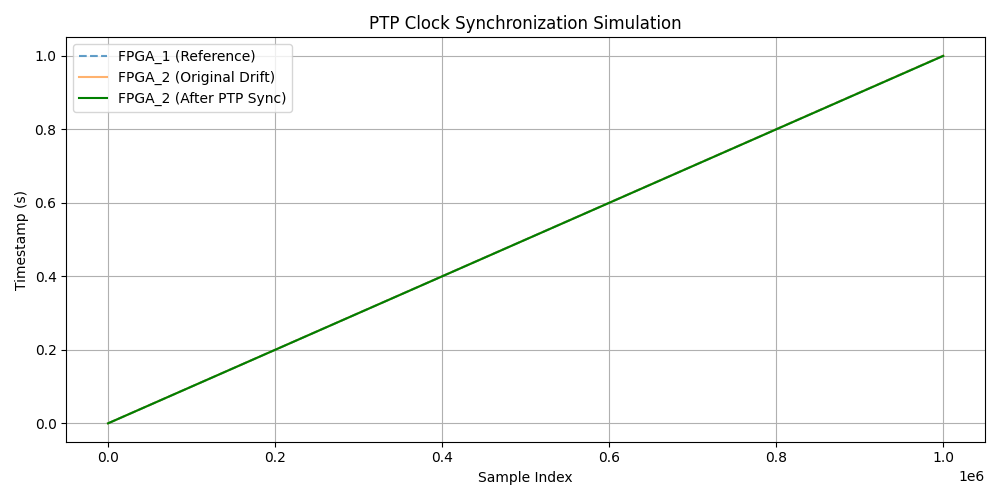 PTP Clock Synchronization Simulation
FPGA_1 (Reference)
FPGA_2 (Original Drift)
FPGA_2 (After PTP Sync)
Timestamp (s)
1.0
0.8
0.6
0.4
0.2
0.0
0.0 0.2 0.4 0.6 0.8 1.0
1e6
Sample Index